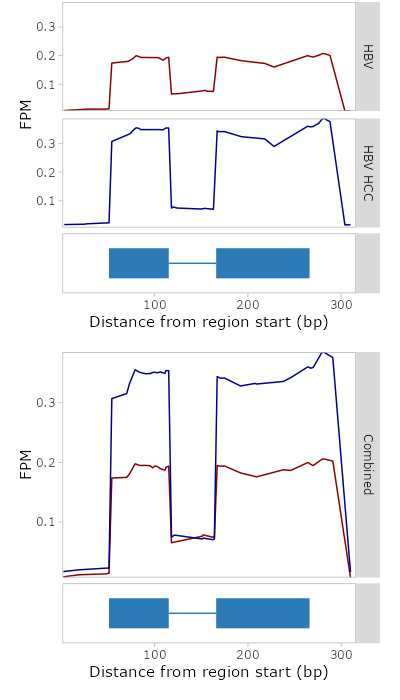 0.3
0.2
0.1
HBV
FPM
0.3
0.2
0.1
HBV HCC
100
200
300
Distance from region start (bp)
0.3
0.2
0.1
FPM
Combined
100
200
300
Distance from region start (bp)